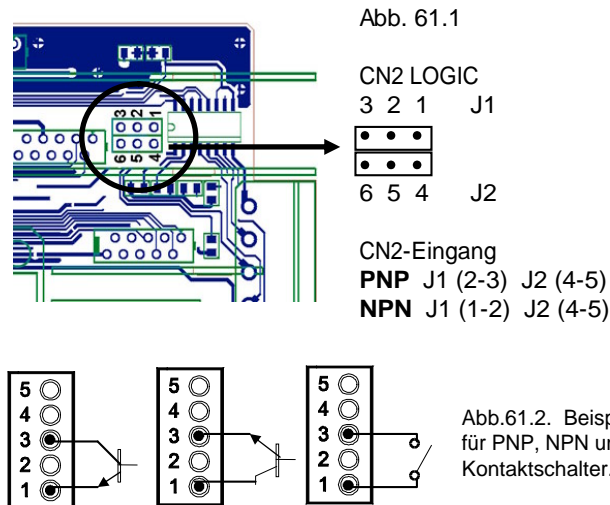 Abb. 61.1
CN2 LOGIC
3 2 1 J1
6 5 4 J2
3 2 1
6 5 4
CN2-Eingang
PNP J1 (2-3) J2 (4-5)
NPN J1 (1-2) J2 (4-5)
5
4
3
2
1
5
4
3
2
1
5
4
3
2
1
Abb.61.2.
für PNP, NPN
Kontaktschalter.